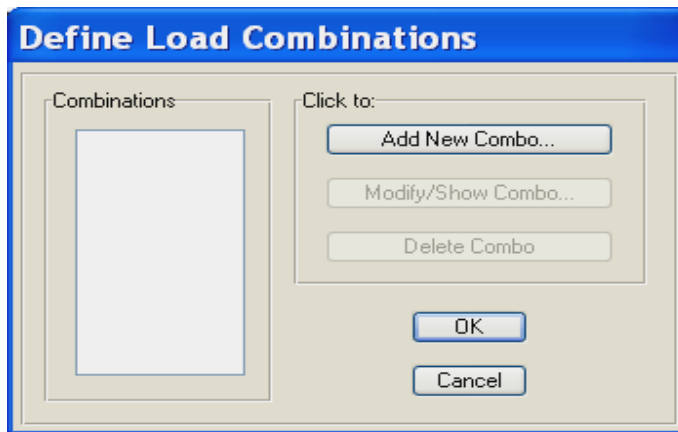 Define Load Combinations
Combinations
Click to:
Add New Combo...
Modify/Show Combo...
Delete Combo
OK
Cancel